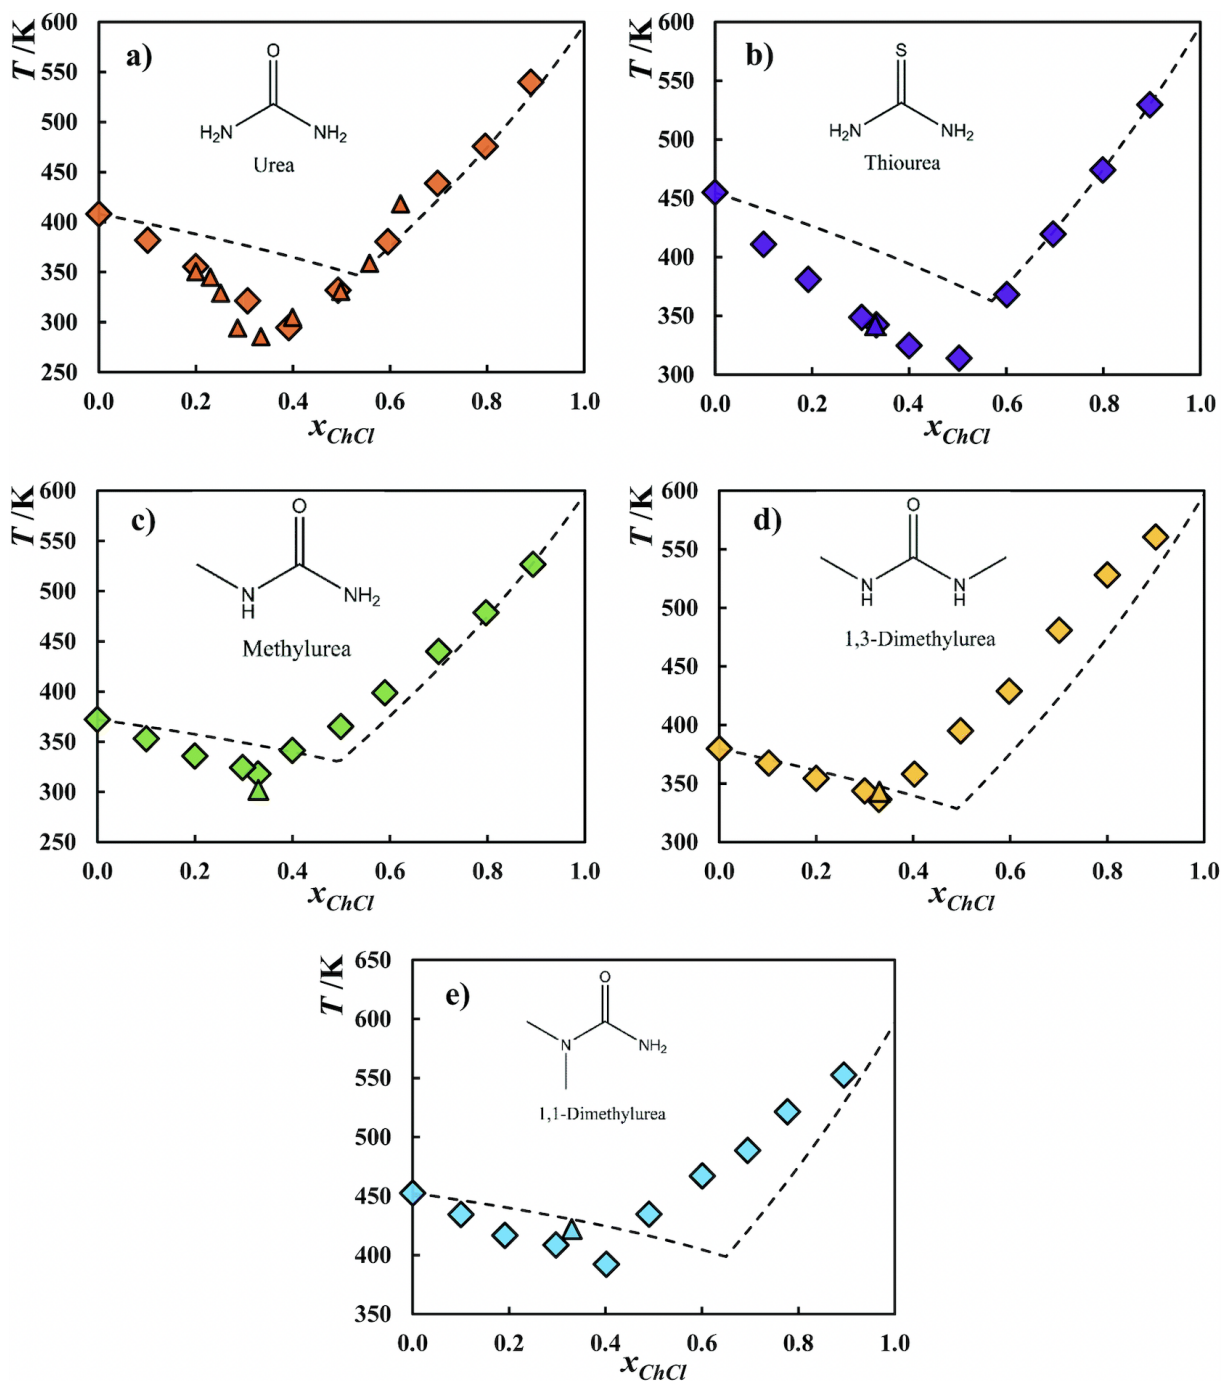 T /K
600
550
500
450
400
350
300
250
0.0 0.2 0.4 0.6 0.8 1.0
xChCl
a)
O
H2N NH2
Urea
T /K
600
550
500
450
400
350
300
0.0 0.2 0.4 0.6 0.8 1.0
xChCl
b)
S
H2N NH2
Thiourea
T /K
600
550
500
450
400
350
300
250
0.0 0.2 0.4 0.6 0.8 1.0
xChCl
c)
O
N NH2
H
Methylurea
T /K
600
550
500
450
400
350
300
0.0 0.2 0.4 0.6 0.8 1.0
xChCl
d)
O
N N
H H
1,3-Dimethylurea
T /K
650
600
550
500
450
400
350
0.0 0.2 0.4 0.6 0.8 1.0
xChCl
e)
O
N NH2
1,1-Dimethylurea